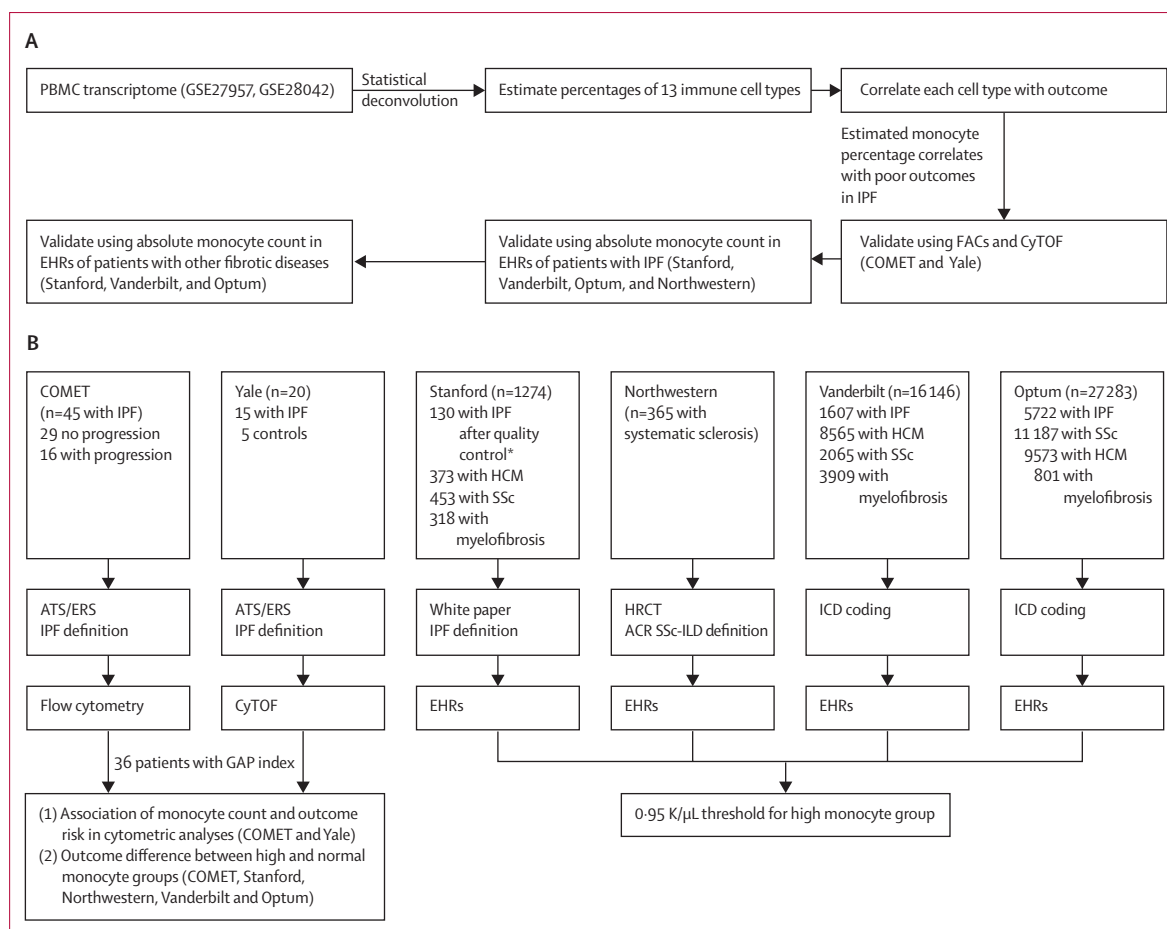 A
PBMC transcriptome (GSE27957, GSE28042)
Statistical
deconvolution
Estimate percentages of 13 immune cell types
Correlate each cell type with outcome
Estimated monocyte
percentage correlates
with poor outcomes
in IPF
Validate using FACs and CyTOF
(COMET and Yale)
Validate using absolute monocyte count in
EHRs of patients with IPF (Stanford,
Vanderbilt, Optum, and Northwestern)
Validate using absolute monocyte count in
EHRs of patients with other fibrotic diseases
(Stanford, Vanderbilt, and Optum)
B
COMET
(n=45 with IPF)
29 no progression
16 with progression
Yale (n=20)
15 with IPF
5 controls
Stanford (n=1274)
130 with IPF
after quality
control*
373 with HCM
453 with SSc
318 with
myelofibrosis
Northwestern
(n=365 with
systematic sclerosis)
Vanderbilt (n=16 146)
1607 with IPF
8565 with HCM
2065 with SSc
3909 with
myelofibrosis
Optum (n=27 283)
5722 with IPF
11 187 with SSc
9573 with HCM
801 with
myelofibrosis
ATS/ERS
IPF definition
ATS/ERS
IPF definition
White paper
IPF definition
HRCT
ACR SSc-ILD definition
ICD coding
ICD coding
Flow cytometry
CyTOF
EHRs
EHRs
EHRs
EHRs
36 patients with GAP index
(1) Association of monocyte count and outcome
risk in cytometric analyses (COMET and Yale)
(2) Outcome difference between high and normal
monocyte groups (COMET, Stanford,
Northwestern, Vanderbilt and Optum)
0·95 K/μL threshold for high monocyte group